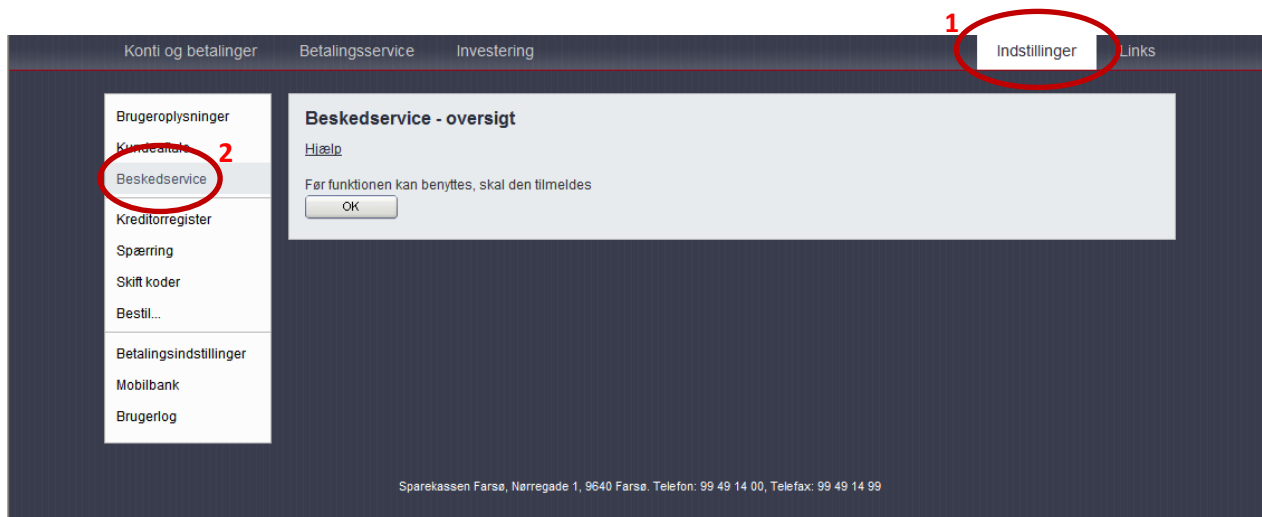 1
Konti og betalinger Betalingsservice Investering Indstillinger Links
Brugeroplysninger
Kundeaftale
2
Beskedservice
Kreditorregister
Spærring
Skift koder
Bestil...
Betalingsindstillinger
Mobilbank
Brugerlog
Beskedservice - oversigt
Hjælp
Før funktionen kan benyttes, skal den tilmeldes
OK
Sparekassen Farsø, Nørregade 1, 9640 Farsø. Telefon: 99 49 14 00, Telefax: 99 49 14 99